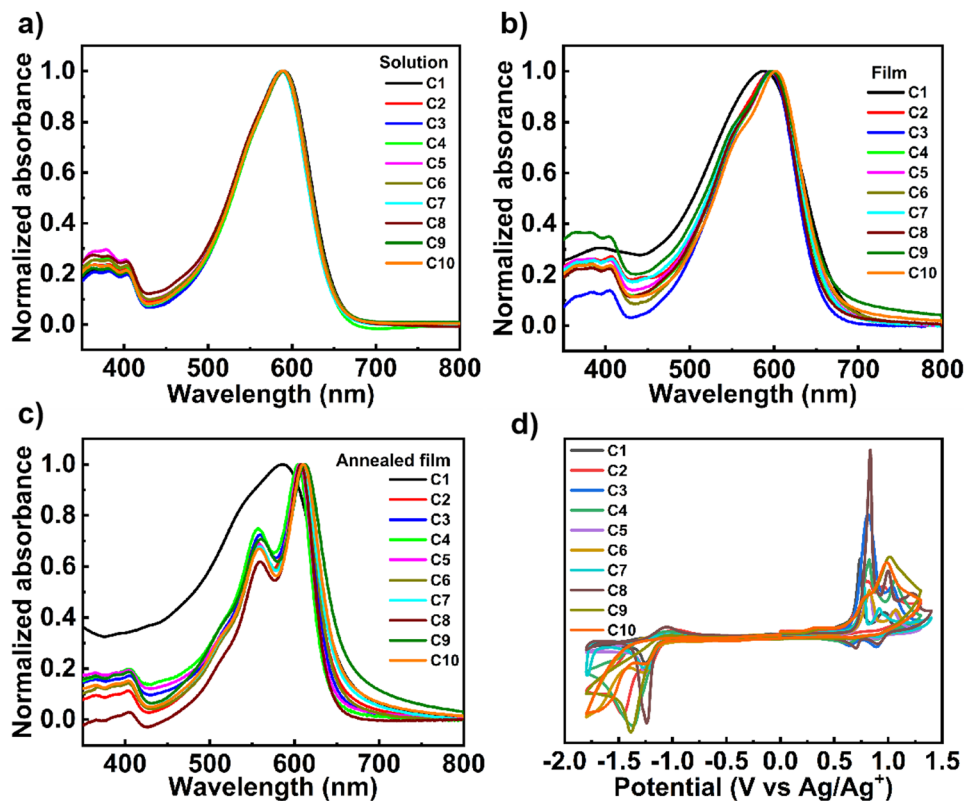 a)
Normalized absorbance
1.0
0.8
0.6
0.4
0.2
0.0
Solution
C1
C2
C3
C4
C5
C6
C7
C8
C9
C10
400 500 600 700 800
Wavelength (nm)
b)
Normalized absorance
1.0
0.8
0.6
0.4
0.2
0.0
Film
C1
C2
C3
C4
C5
C6
C7
C8
C9
C10
400 500 600 700 800
Wavelength (nm)
c)
Normalized absorbance
1.0
0.8
0.6
0.4
0.2
0.0
Annealed film
C1
C2
C3
C4
C5
C6
C7
C8
C9
C10
400 500 600 700 800
Wavelength (nm)
d)
C1
C2
C3
C4
C5
C6
C7
C8
C9
C10
-2.0 -1.5 -1.0 -0.5 0.0 0.5 1.0 1.5
Potential (V vs Ag/Ag⁺)